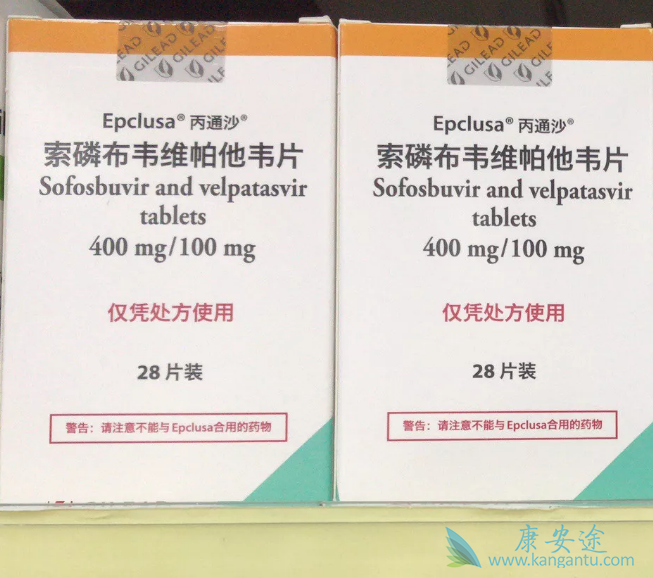 GILEAD
Epclusa® 丙通沙®
索磷布韦维帕他韦片
Sofosbuvir and velpatasvir
tablets
400 mg/100 mg
仅凭处方使用
28 片装
警告：请注意不能与Epclusa合用的药物
GILEAD
GILEAD
Epclusa® 丙通沙®
索磷布韦维帕他韦片
Sofosbuvir and velpatasvir
tablets
400 mg/100 mg
仅凭处方使用
28 片装
警告：请注意不能与Epclusa合用的药物
康安途
www.kangantu.com